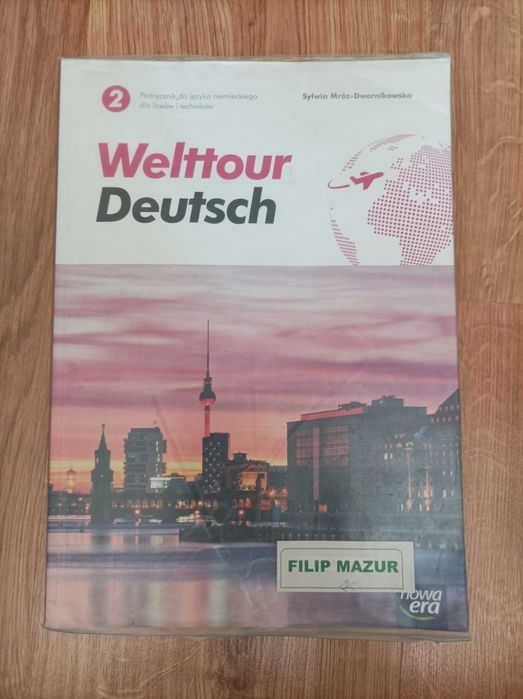 2
Podręcznik do języka niemieckiego
dla liceów i techników
Sylwia Mróz-Dwornikowska
Welttour
Deutsch
FILIP MAZUR
nowa
era